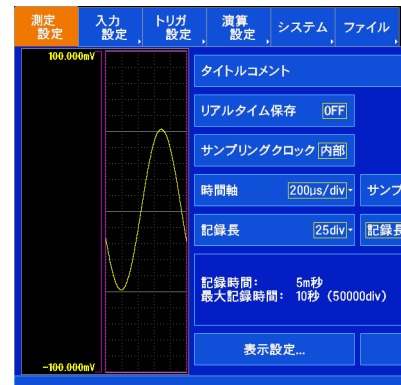 測定
設定
入力
設定
トリガ
設定
演算
設定
システム
ファイル
100.000mV
タイトルコメント
リアルタイム保存 OFF
サンプリングクロック 内部
時間軸 200µs/div
サンプ
記録長 25div
記録長
記録時間: 5m秒
最大記録時間: 10秒 (50000div)
表示設定...
-100.000mV